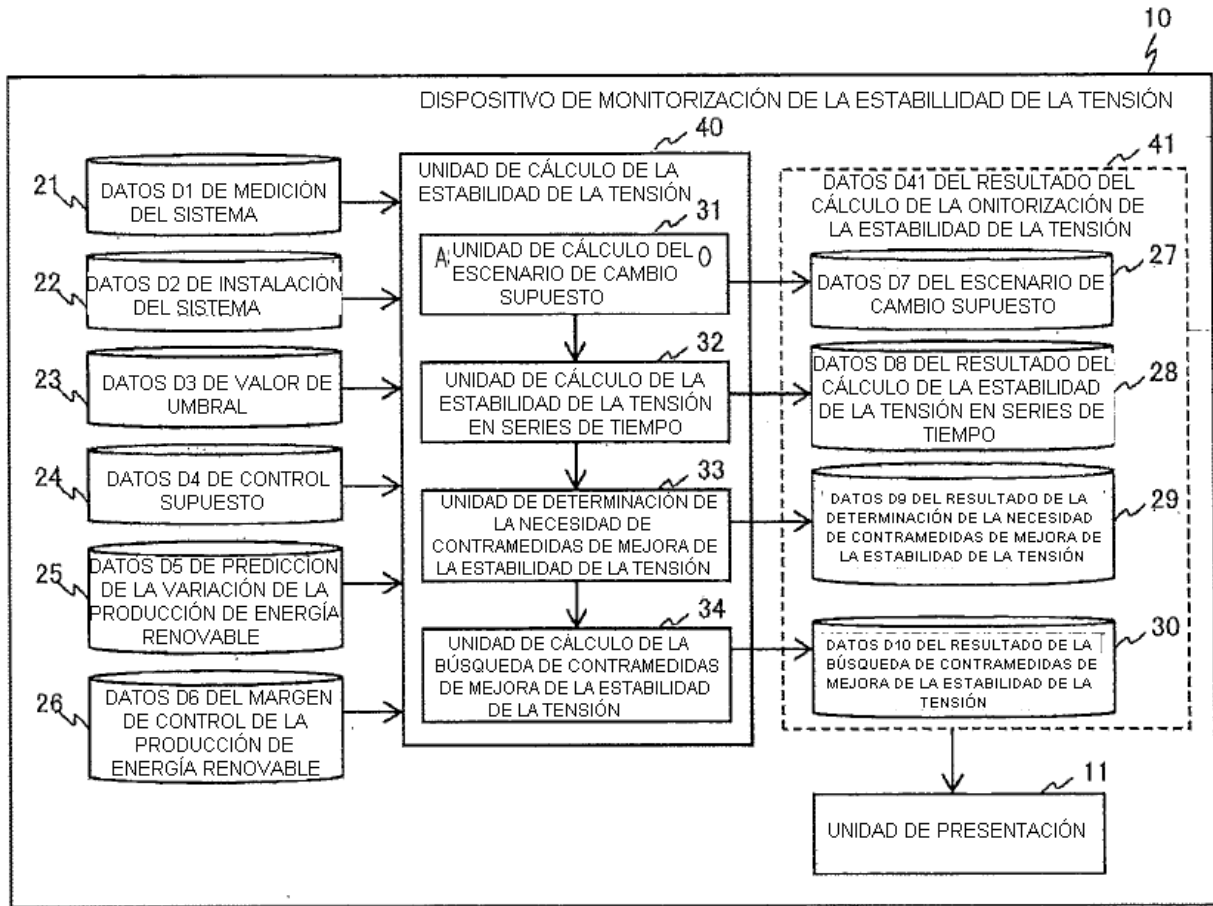 10
DISPOSITIVO DE MONITORIZACIÓN DE LA ESTABILLIDAD DE LA TENSIÓN
21
DATOS D1 DE MEDICIÓN
DEL SISTEMA
22
DATOS D2 DE INSTALACIÓN
DEL SISTEMA
23
DATOS D3 DE VALOR DE
UMBRAL
24
DATOS D4 DE CONTROL
SUPUESTO
25
DATOS D5 DE PREDICCIÓN
DE LA VARIACIÓN DE LA
PRODUCCIÓN DE ENERGÍA
RENOVABLE
26
DATOS D6 DEL MARGEN
DE CONTROL DE LA
PRODUCCIÓN DE
ENERGÍA RENOVABLE
40
UNIDAD DE CÁLCULO DE LA
ESTABILIDAD DE LA TENSIÓN
31
A UNIDAD DE CÁLCULO DEL O
ESCENARIO DE CAMBIO
SUPUESTO
32
UNIDAD DE CÁLCULO DE LA
ESTABILIDAD DE LA TENSIÓN
EN SERIES DE TIEMPO
33
UNIDAD DE DETERMINACIÓN DE
LA NECESIDAD DE
CONTRAMEDIDAS DE MEJORA DE
LA ESTABILIDAD DE LA TENSIÓN
34
UNIDAD DE CÁLCULO DE LA
BÚSQUEDA DE CONTRAMEDIDAS
DE MEJORA DE LA ESTABILIDAD
DE LA TENSIÓN
41
DATOS D41 DEL RESULTADO DEL
CÁLCULO DE LA ONITORIZACIÓN DE
LA ESTABILIDAD DE LA TENSIÓN
27
DATOS D7 DEL ESCENARIO DE
CAMBIO SUPUESTO
28
DATOS D8 DEL RESULTADO DEL
CÁLCULO DE LA ESTABILIDAD
DE LA TENSIÓN EN SERIES DE
TIEMPO
29
DATOS D9 DEL RESULTADO DE LA
DETERMINACIÓN DE LA NECESIDAD
DE CONTRAMEDIDAS DE MEJORA DE
LA ESTABILIDAD DE LA TENSIÓN
30
DATOS D10 DEL RESULTADO DE LA
BÚSQUEDA DE CONTRAMEDIDAS DE
MEJORA DE LA ESTABILIDAD DE LA
TENSIÓN
11
UNIDAD DE PRESENTACIÓN